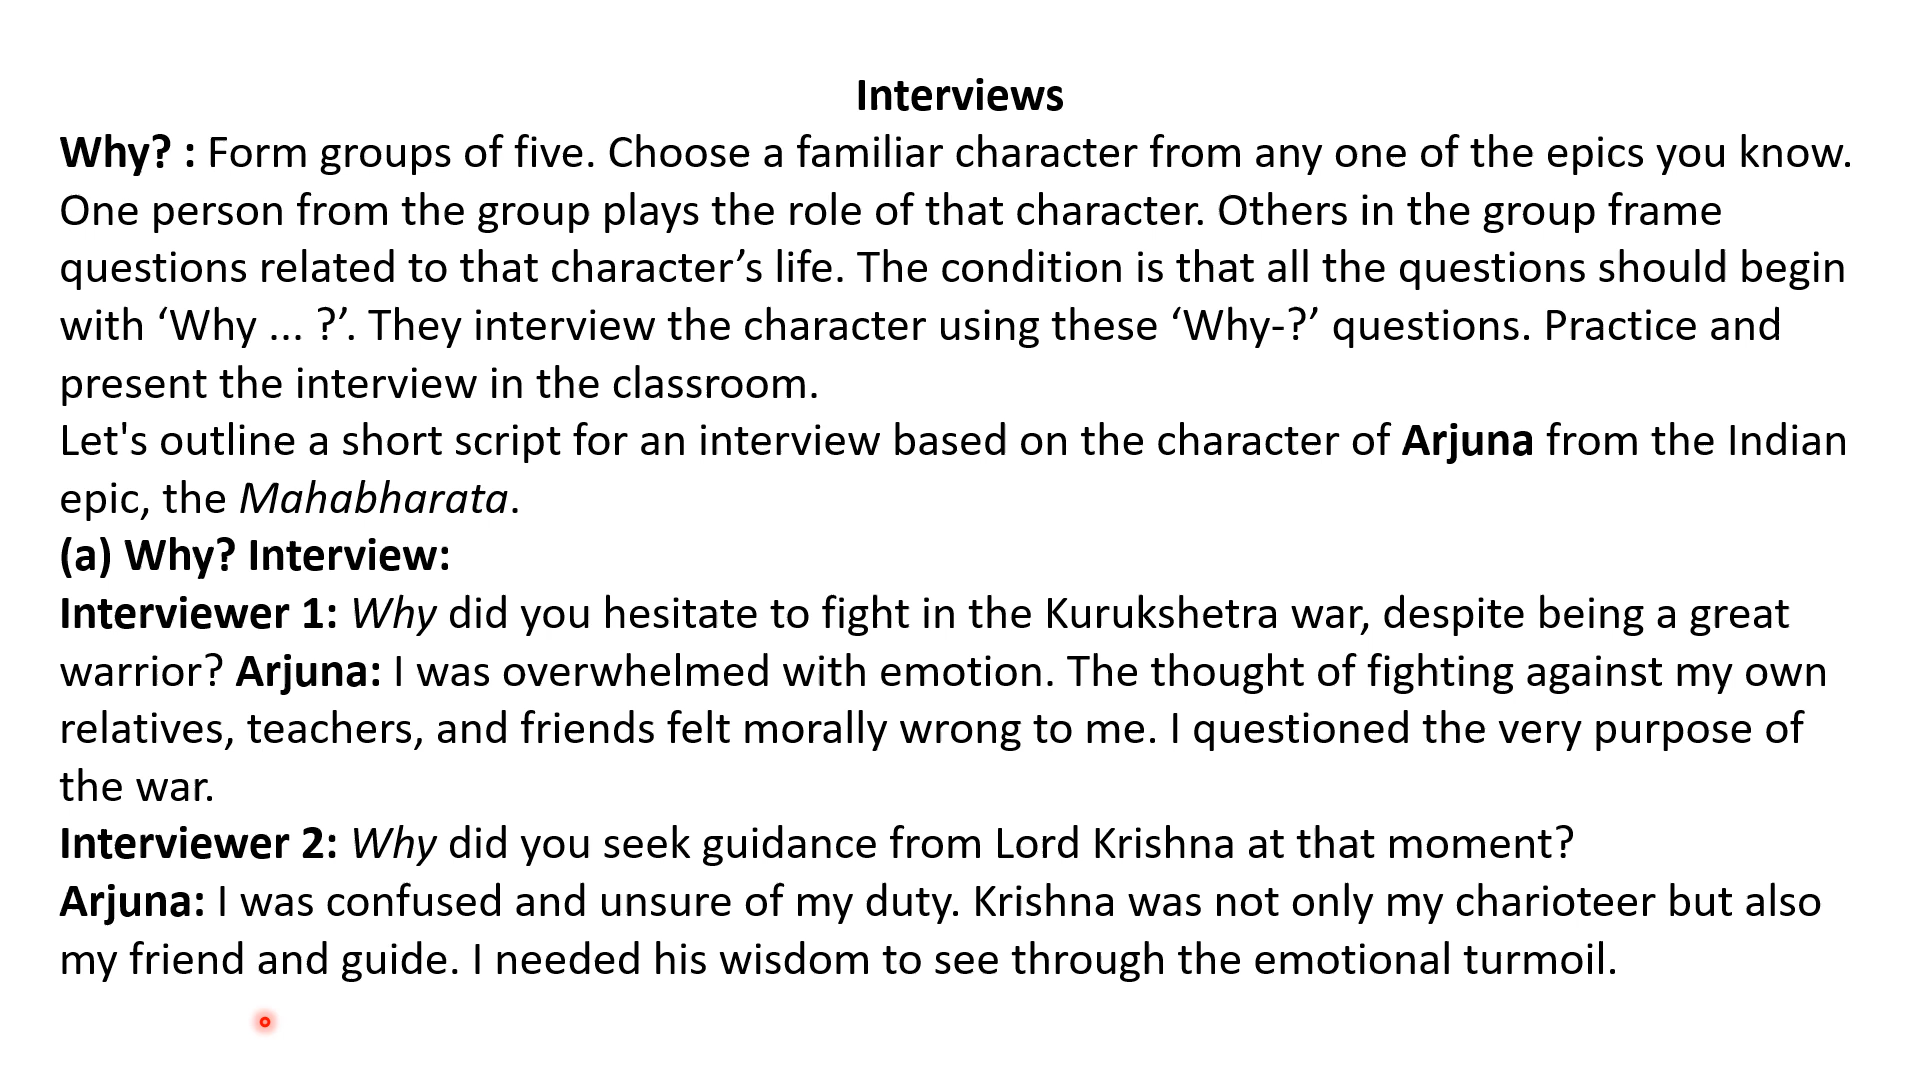 Interviews
Why? : Form groups of five. Choose a familiar character from any one of the epics you know.
One person from the group plays the role of that character. Others in the group frame
questions related to that character’s life. The condition is that all the questions should begin
with ‘Why ... ?’. They interview the character using these ‘Why-?’ questions. Practice and
present the interview in the classroom.
Let's outline a short script for an interview based on the character of Arjuna from the Indian
epic, the Mahabharata.
(a) Why? Interview:
Interviewer 1: Why did you hesitate to fight in the Kurukshetra war, despite being a great
warrior? Arjuna: I was overwhelmed with emotion. The thought of fighting against my own
relatives, teachers, and friends felt morally wrong to me. I questioned the very purpose of
the war.
Interviewer 2: Why did you seek guidance from Lord Krishna at that moment?
Arjuna: I was confused and unsure of my duty. Krishna was not only my charioteer but also
my friend and guide. I needed his wisdom to see through the emotional turmoil.